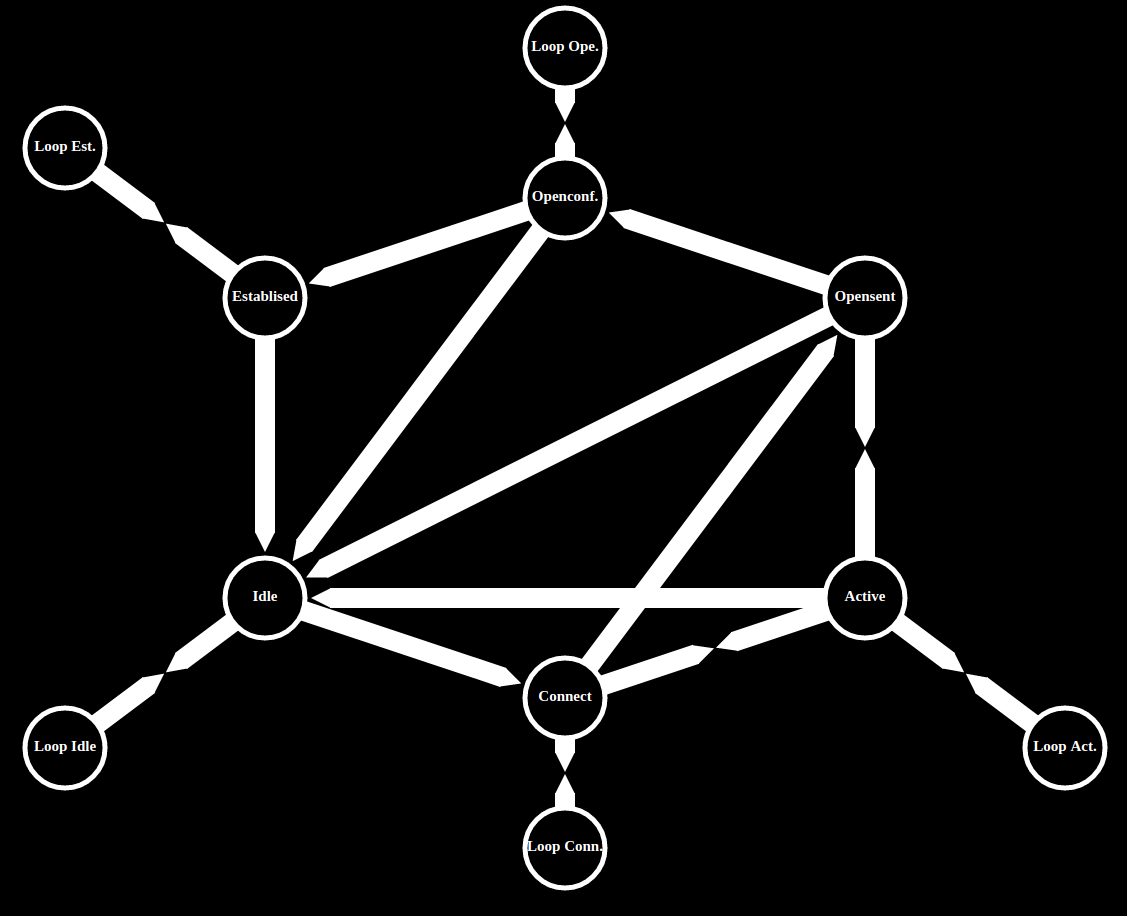 Loop Ope.
Loop Est.
Openconf.
Establised
Opensent
Idle
Active
Connect
Loop Idle
Loop Act.
Loop Conn.